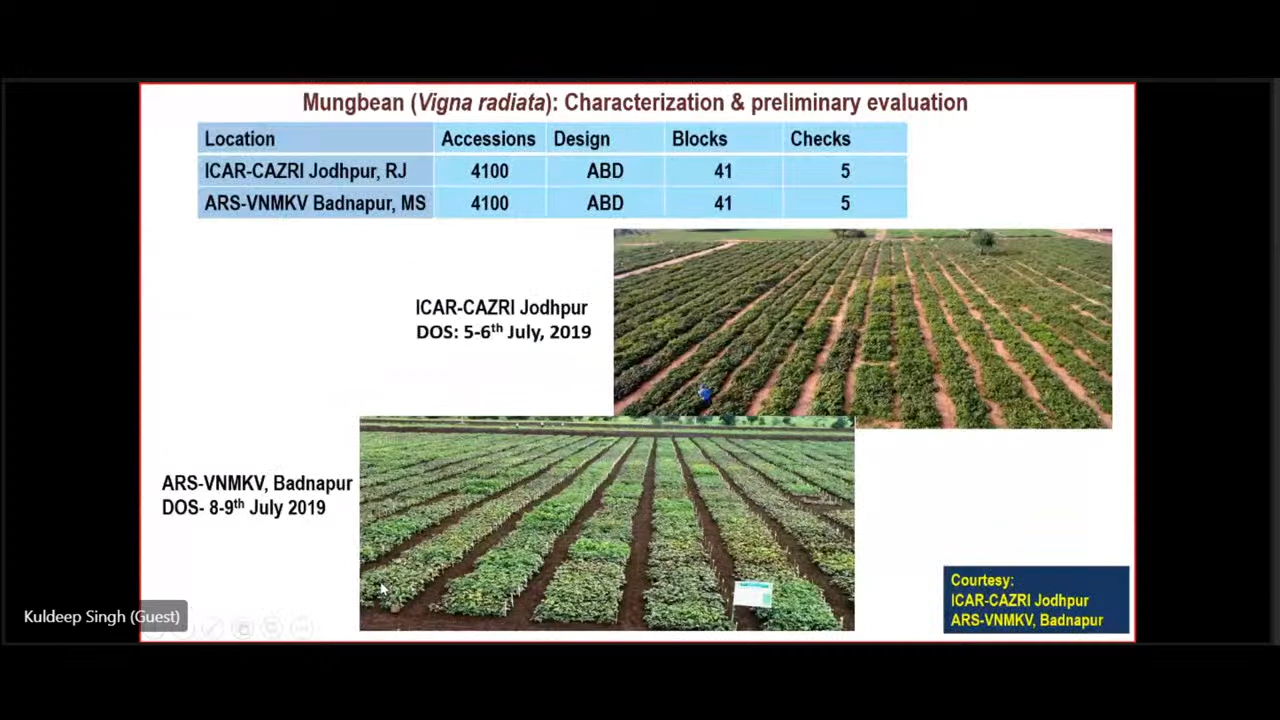 Mungbean (Vigna radiata): Characterization & preliminary evaluation
Location Accessions Design Blocks Checks
ICAR-CAZRI Jodhpur, RJ 4100 ABD 41 5
ARS-VNMKV Badnapur, MS 4100 ABD 41 5
ICAR-CAZRI Jodhpur
DOS: 5-6th July, 2019
ARS-VNMKV, Badnapur
DOS- 8-9th July 2019
Courtesy:
ICAR-CAZRI Jodhpur
ARS-VNMKV, Badnapur
Kuldeep Singh (Guest)